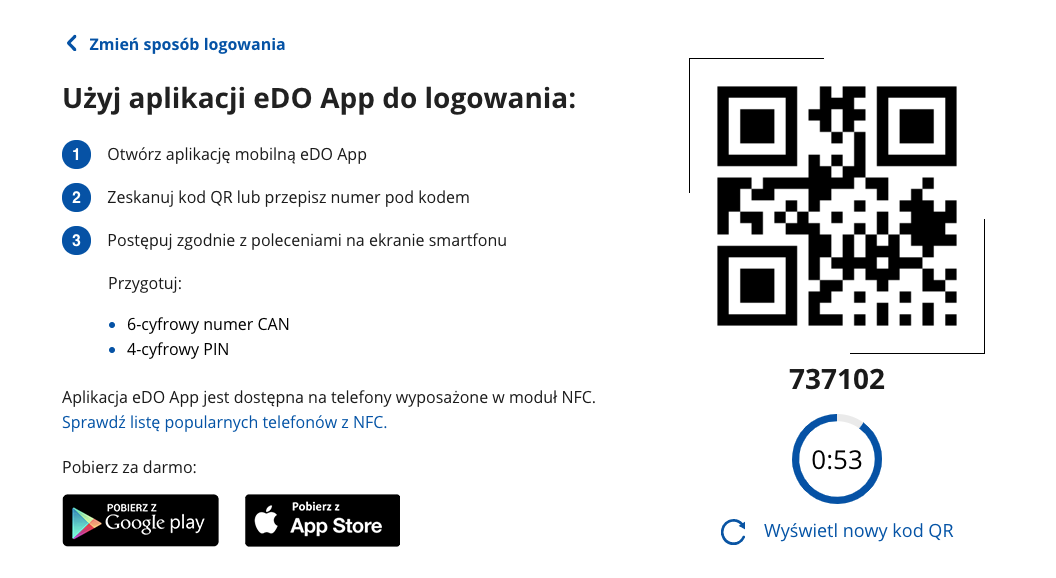 Zmień sposób logowania
Użyj aplikacji eDO App do logowania:
1 Otwórz aplikację mobilną eDO App
2 Zeskanuj kod QR lub przepisz numer pod kodem
3 Postępuj zgodnie z poleceniami na ekranie smartfonu
Przygotuj:
• 6-cyfrowy numer CAN
• 4-cyfrowy PIN
Aplikacja eDO App jest dostępna na telefony wyposażone w moduł NFC.
Sprawdź listę popularnych telefonów z NFC.
Pobierz za darmo:
POBIERZ Z
Google play
Pobierz z
App Store
737102
0:53
Wyświetl nowy kod QR